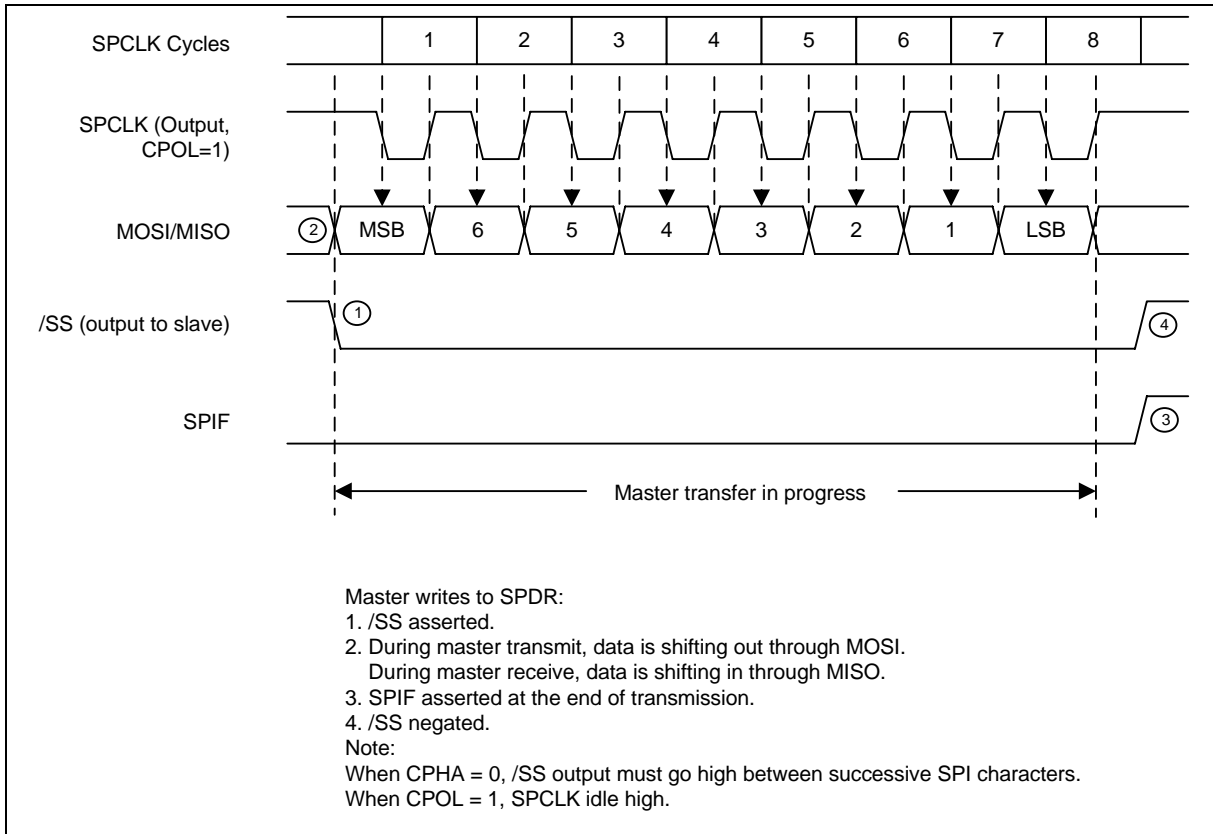 SPCLK Cycles
1 2 3 4 5 6 7 8
SPCLK (Output,
CPOL=1)
MOSI/MISO
2 MSB 6 5 4 3 2 1 LSB
/SS (output to slave)
1
4
SPIF
3
Master transfer in progress
Master writes to SPDR:
1. /SS asserted.
2. During master transmit, data is shifting out through MOSI.
During master receive, data is shifting in through MISO.
3. SPIF asserted at the end of transmission.
4. /SS negated.
Note:
When CPHA = 0, /SS output must go high between successive SPI characters.
When CPOL = 1, SPCLK idle high.